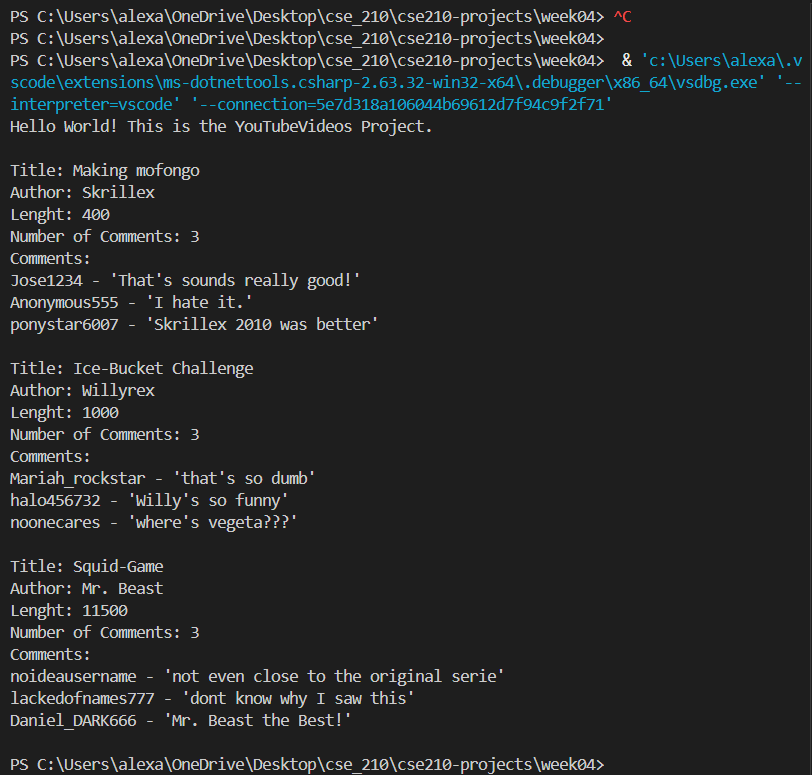 PS C:\Users\alexa\OneDrive\Desktop\cse_210\cse210-projects\week04> ^C
PS C:\Users\alexa\OneDrive\Desktop\cse_210\cse210-projects\week04>
PS C:\Users\alexa\OneDrive\Desktop\cse_210\cse210-projects\week04>  & 'c:\Users\alexa\.v
scode\extensions\ms-dotnettools.csharp-2.63.32-win32-x64\.debugger\x86_64\vsdbg.exe' '--
interpreter=vscode' '--connection=5e7d318a106044b69612d7f94c9f2f71'
Hello World! This is the YouTubeVideos Project.

Title: Making mofongo
Author: Skrillex
Lenght: 400
Number of Comments: 3
Comments:
Jose1234 - 'That's sounds really good!'
Anonymous555 - 'I hate it.'
ponystar6007 - 'Skrillex 2010 was better'

Title: Ice-Bucket Challenge
Author: Willyrex
Lenght: 1000
Number of Comments: 3
Comments:
Mariah_rockstar - 'that's so dumb'
halo456732 - 'Willy's so funny'
noonecares - 'where's vegeta???'

Title: Squid-Game
Author: Mr. Beast
Lenght: 11500
Number of Comments: 3
Comments:
noideausername - 'not even close to the original serie'
lackedofnames777 - 'dont know why I saw this'
Daniel_DARK666 - 'Mr. Beast the Best!'

PS C:\Users\alexa\OneDrive\Desktop\cse_210\cse210-projects\week04>